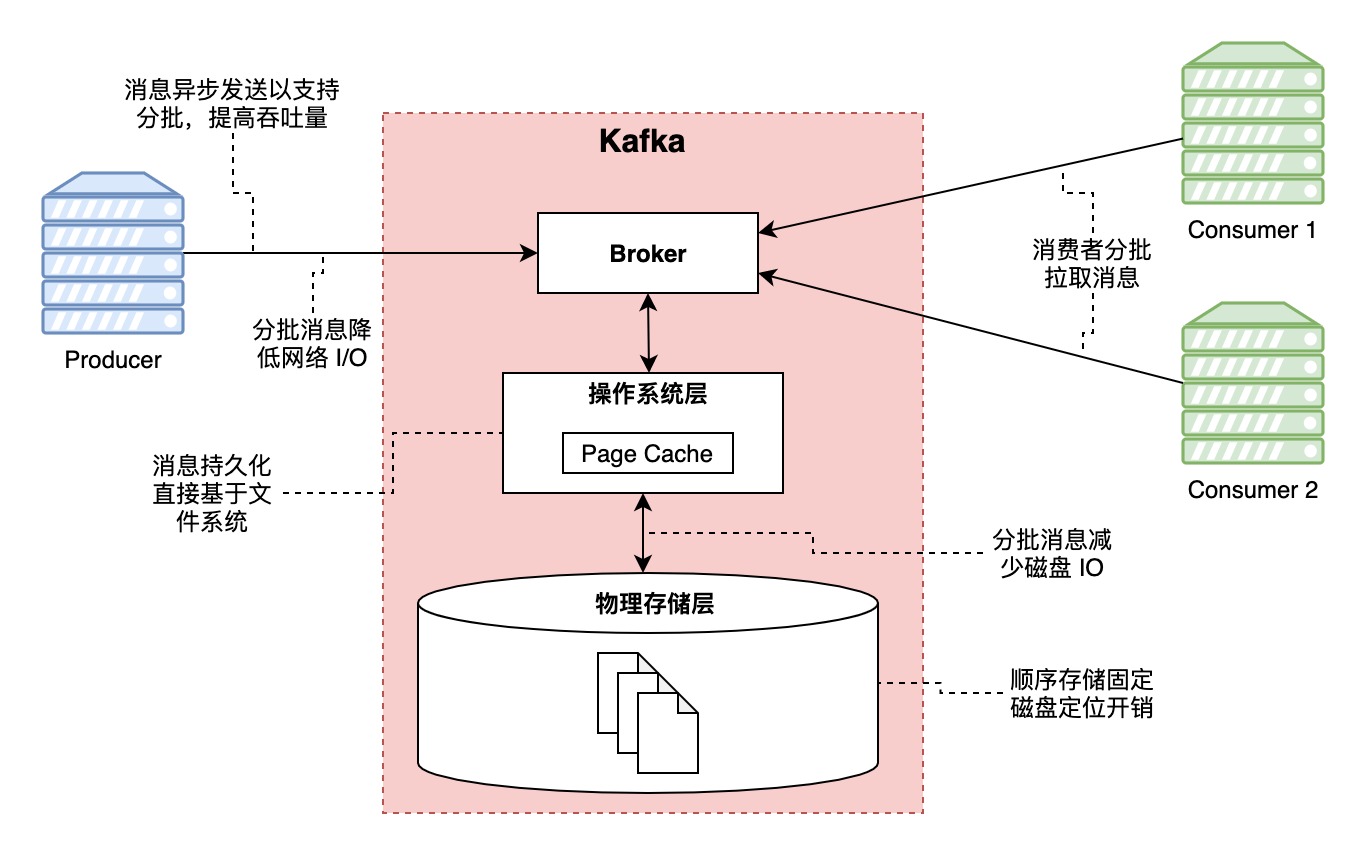 消息异步发送以支持
分批，提高吞吐量
Kafka
Consumer 1
Broker
消费者分批
拉取消息
Producer
分批消息降
低网络 I/O
操作系统层
Page Cache
消息持久化
直接基于文
件系统
Consumer 2
分批消息减
少磁盘 IO
物理存储层
顺序存储固定
磁盘定位开销